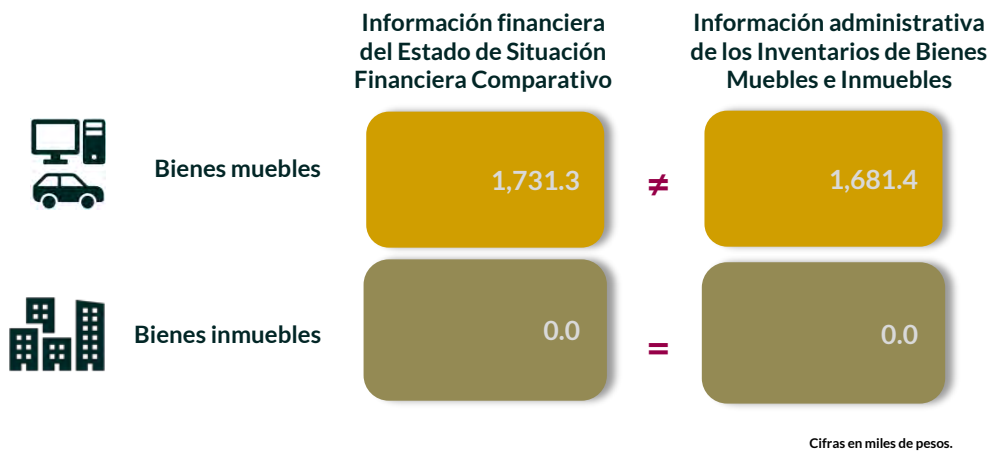 Información financiera
del Estado de Situación
Financiera Comparativo
Información administrativa
de los Inventarios de Bienes
Muebles e Inmuebles
Bienes muebles
1,731.3
≠
1,681.4
Bienes inmuebles
0.0
=
0.0
Cifras en miles de pesos.